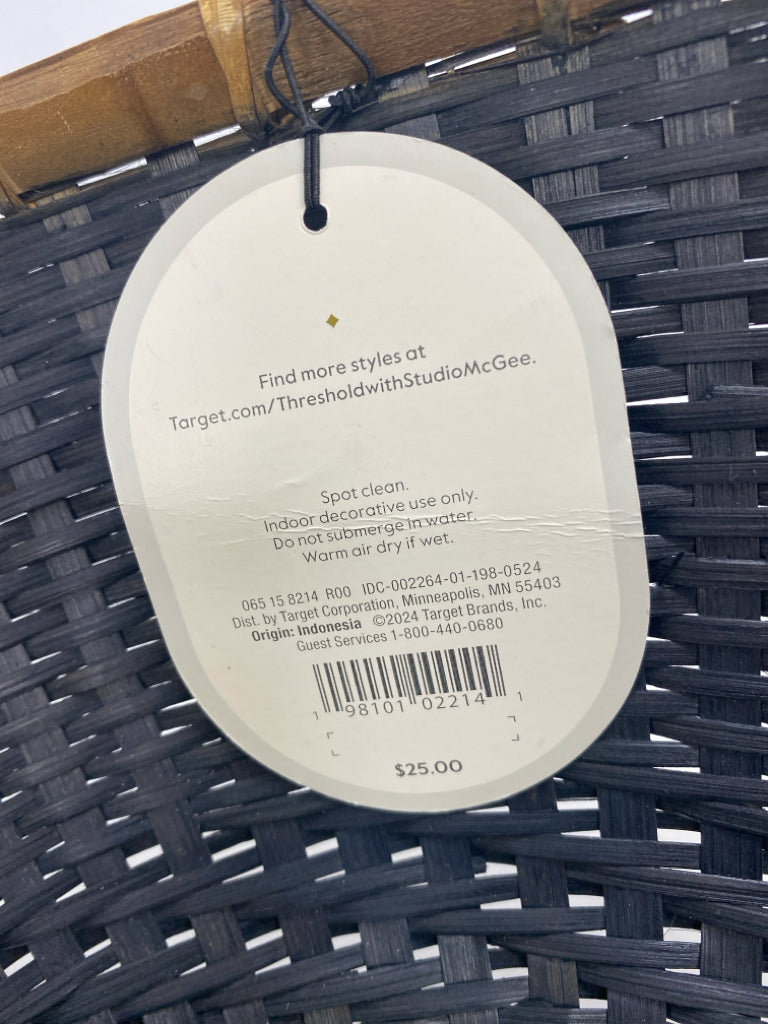 Find more styles at
Target.com/ThresholdwithStudioMcGee.
Spot clean.
Indoor decorative use only.
Do not submerge in water.
Warm air dry if wet.
065 15 8214 R00 IDC-002264-01-198-0524
Dist. by Target Corporation, Minneapolis, MN 55403
Origin: Indonesia ©2024 Target Brands, Inc.
Guest Services 1-800-440-0680
1 98101 02214 1
$25.00